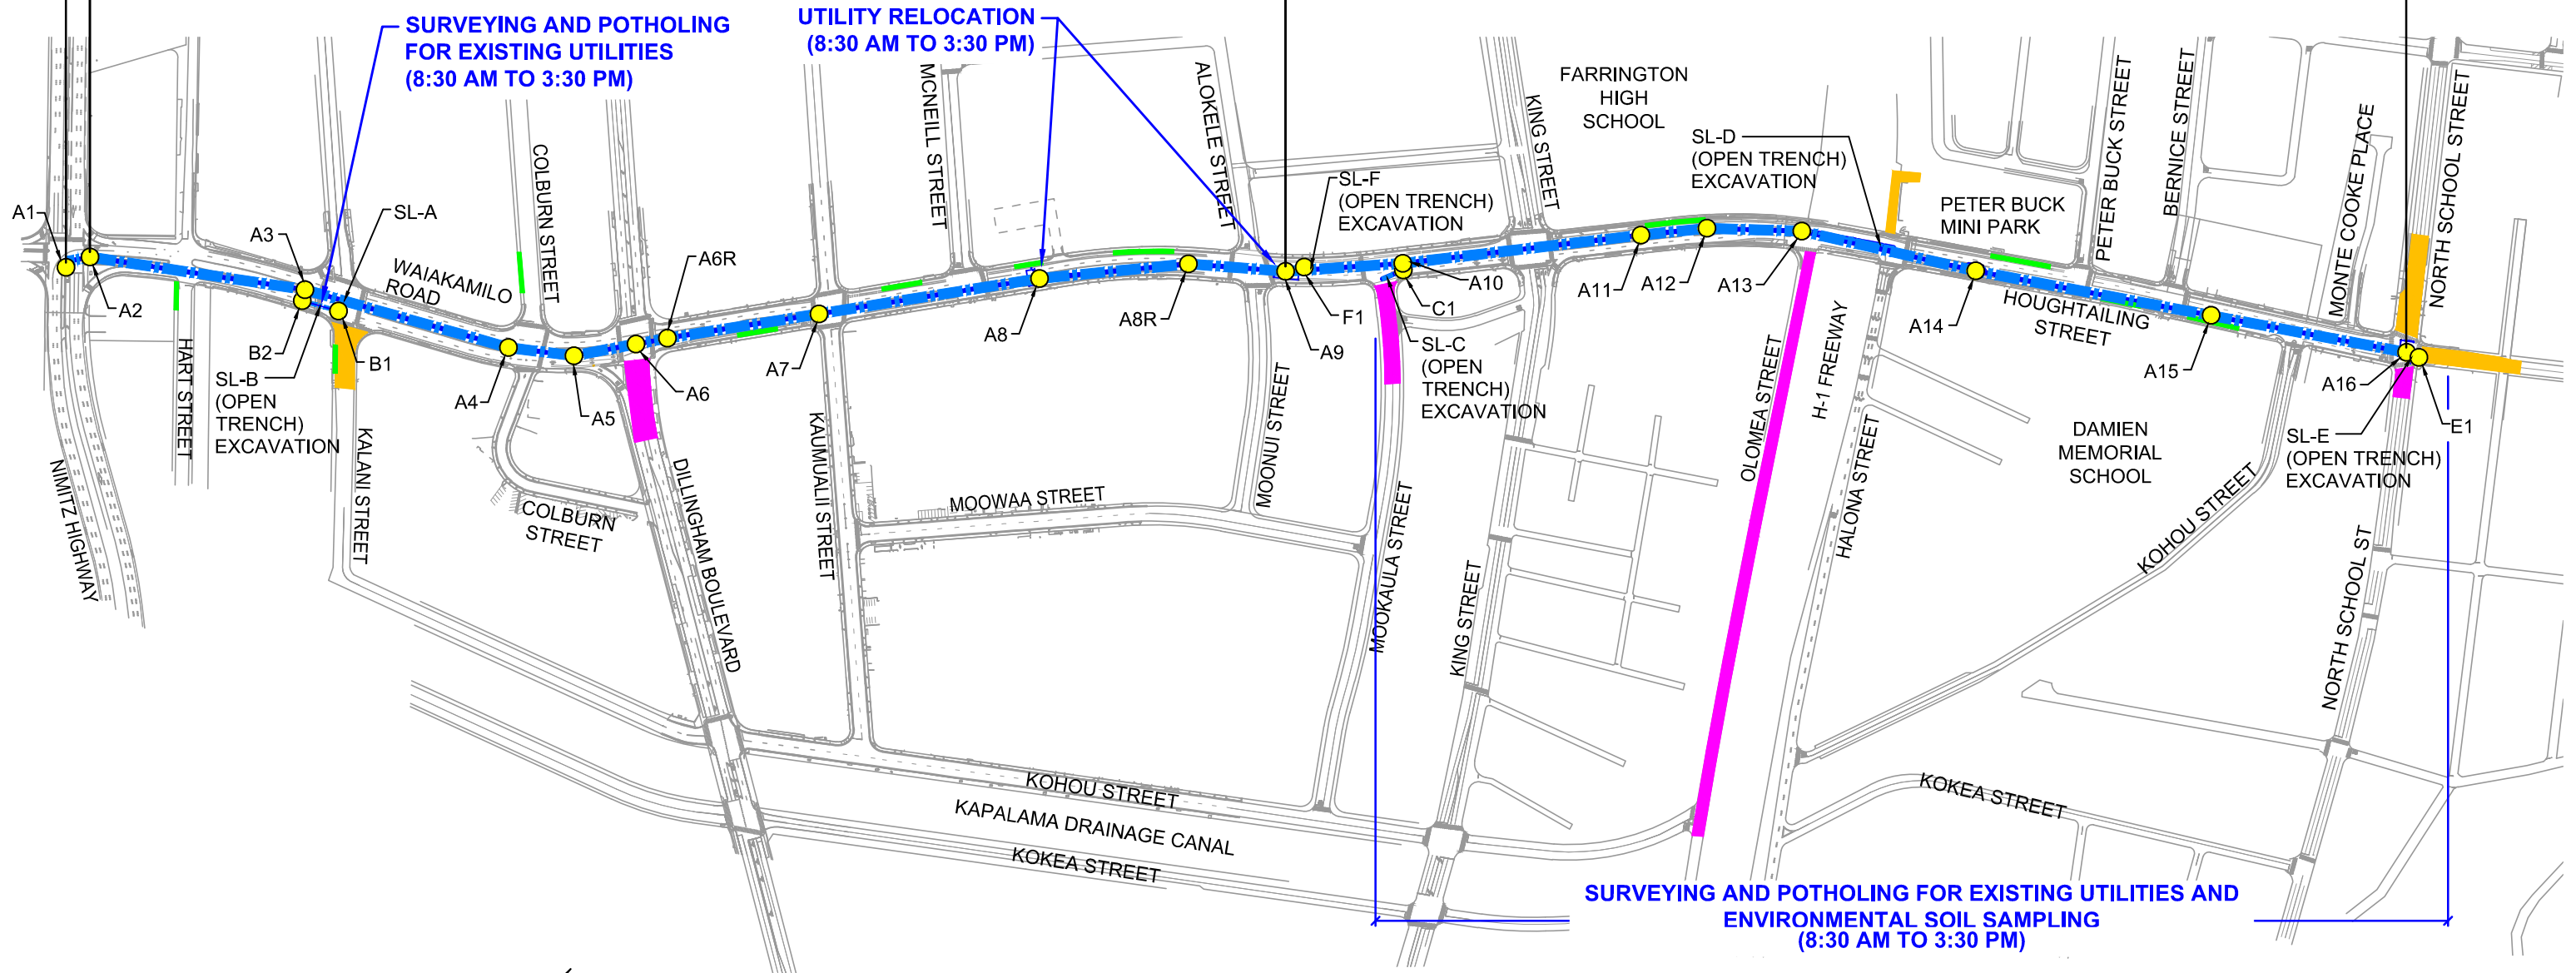 SURVEYING AND POTHOLING
FOR EXISTING UTILITIES
(8:30 AM TO 3:30 PM)
UTILITY RELOCATION
(8:30 AM TO 3:30 PM)
MCNEILL STREET
ALOKELE STREET
KING STREET
FARRINGTON
HIGH
SCHOOL
SL-D
(OPEN TRENCH)
EXCAVATION
PETER BUCK
MINI PARK
PETER BUCK STREET
BERNICE STREET
MONTE COOKE PLACE
NORTH SCHOOL STREET
A1
A2
A3
SL-A
COLBURN STREET
WAIAKAMILO
ROAD
A6R
SL-F
(OPEN TRENCH)
EXCAVATION
B2
B1
HART STREET
SL-B
(OPEN
TRENCH)
EXCAVATION
A4
A5
A6
A7
A8
A8R
A9
F1
A10
C1
SL-C
(OPEN
TRENCH)
EXCAVATION
A11
A12
A13
A14
HOUGHTAILING
STREET
A15
A16
E1
SL-E
(OPEN TRENCH)
EXCAVATION
NIMITZ HIGHWAY
KALANI STREET
COLBURN
STREET
DILLINGHAM BOULEVARD
KAUMUALII STREET
MOOWAA STREET
MOONUI STREET
MOOKAULA STREET
KING STREET
OLOMEA STREET
H-1 FREEWAY
HALONA STREET
DAMIEN
MEMORIAL
SCHOOL
KOHOU STREET
NORTH SCHOOL ST
KOHOU STREET
KAPALAMA DRAINAGE CANAL
KOKEA STREET
KOKEA STREET
SURVEYING AND POTHOLING FOR EXISTING UTILITIES AND
ENVIRONMENTAL SOIL SAMPLING
(8:30 AM TO 3:30 PM)